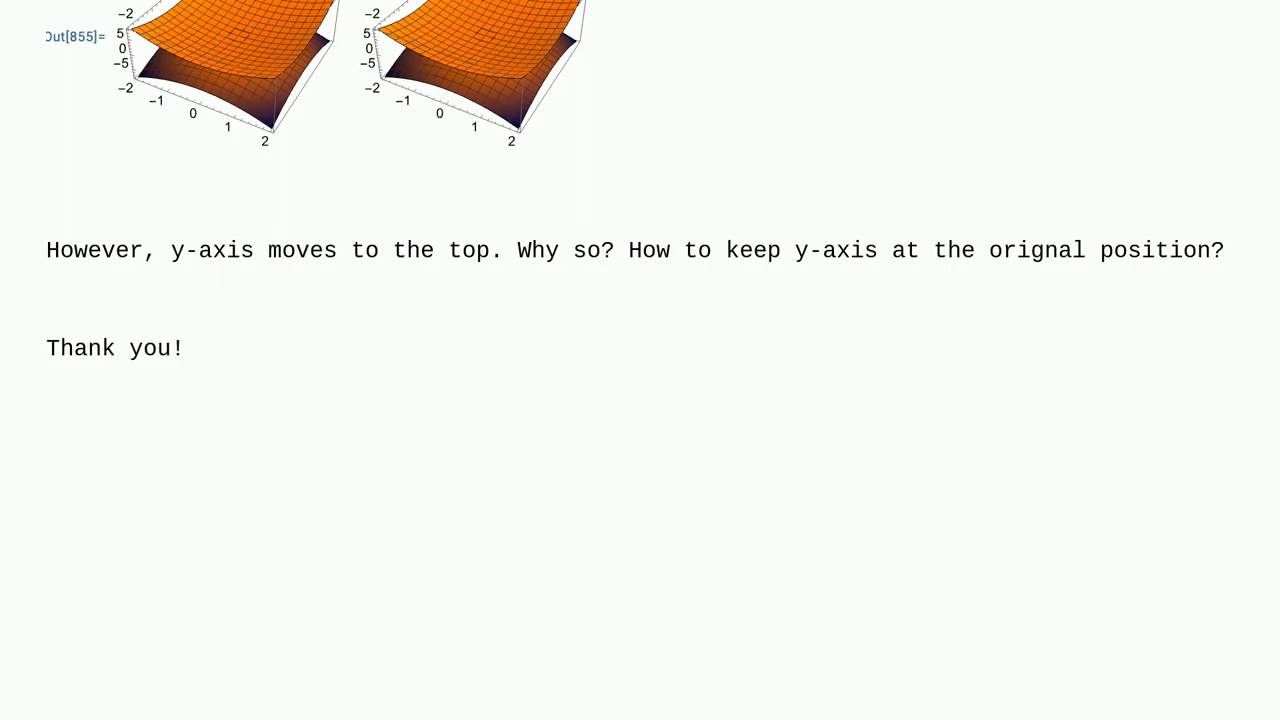 −2 −2
Out[855]= 5 5
0 0
−5 −5
−2 −2
−1 −1
0 0
1 1
2 2
However, y-axis moves to the top. Why so? How to keep y-axis at the orignal position?
Thank you!